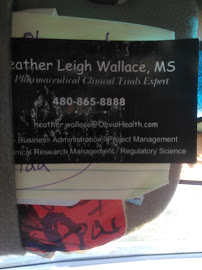 eather Leigh Wallace, MS
Pharmaceutical Clinical Trials Expert
480-865-8888
heather.wallace@ObviaHealth.com
Business Administration / Project Management
nical Research Management / Regulatory Science